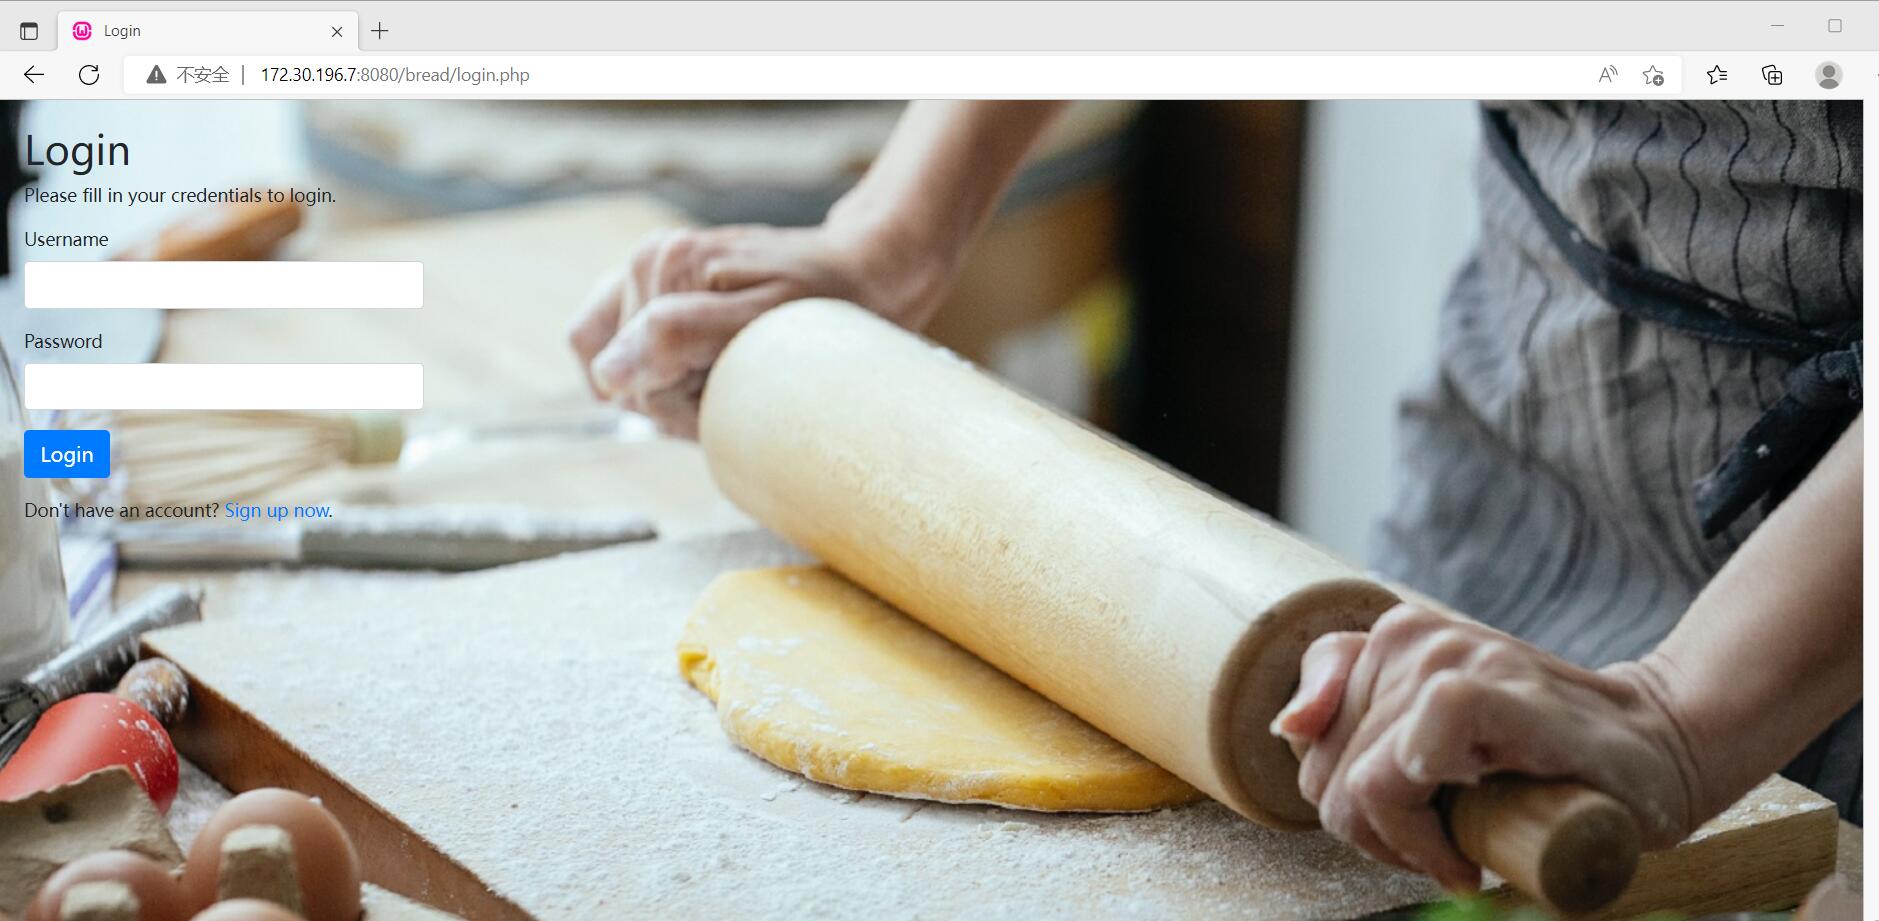 Login
不安全 | 172.30.196.7:8080/bread/login.php
Login
Please fill in your credentials to login.
Username
Password
Login
Don't have an account? Sign up now.